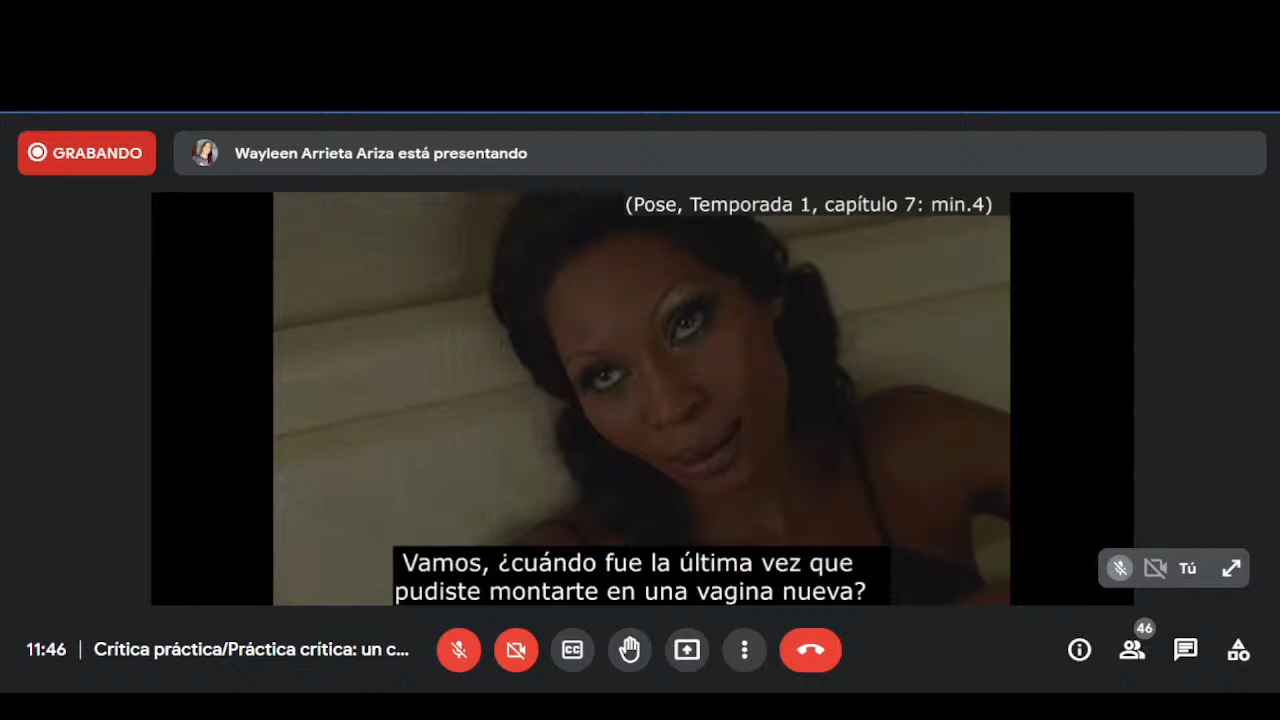 GRABANDO
Wayleen Arrieta Ariza está presentando
(Pose, Temporada 1, capítulo 7: min.4)
Vamos, ¿cuándo fue la última vez que
pudiste montarte en una vagina nueva?
Tú
46
11:46 | Crítica práctica/Práctica crítica: un c...
CC